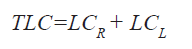 TLC=LC_R + LC_L